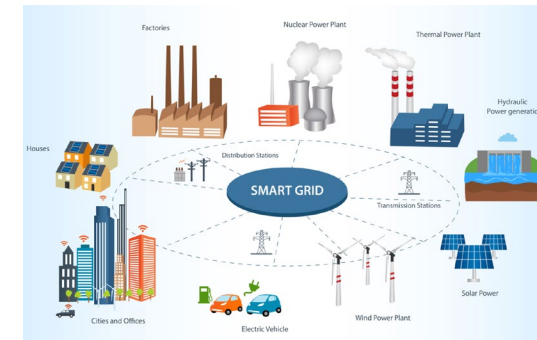 Factories
Nuclear Power Plant
Thermal Power Plant
Hydraulic
Power generatio
Houses
Distribution Stations
SMART GRID
Transmission Stations
Solar Power
Wind Power Plant
Cities and Offices
Electric Vehicle